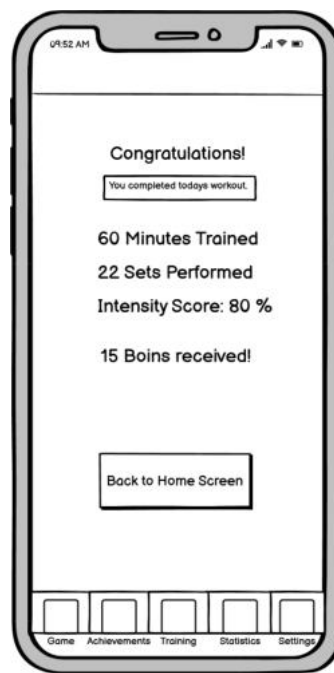 09:52 AM
Congratulations!
You completed todays workout.
60 Minutes Trained
22 Sets Performed
Intensity Score: 80 %
15 Boins received!
Back to Home Screen
Game Achievements Training Statistics Settings